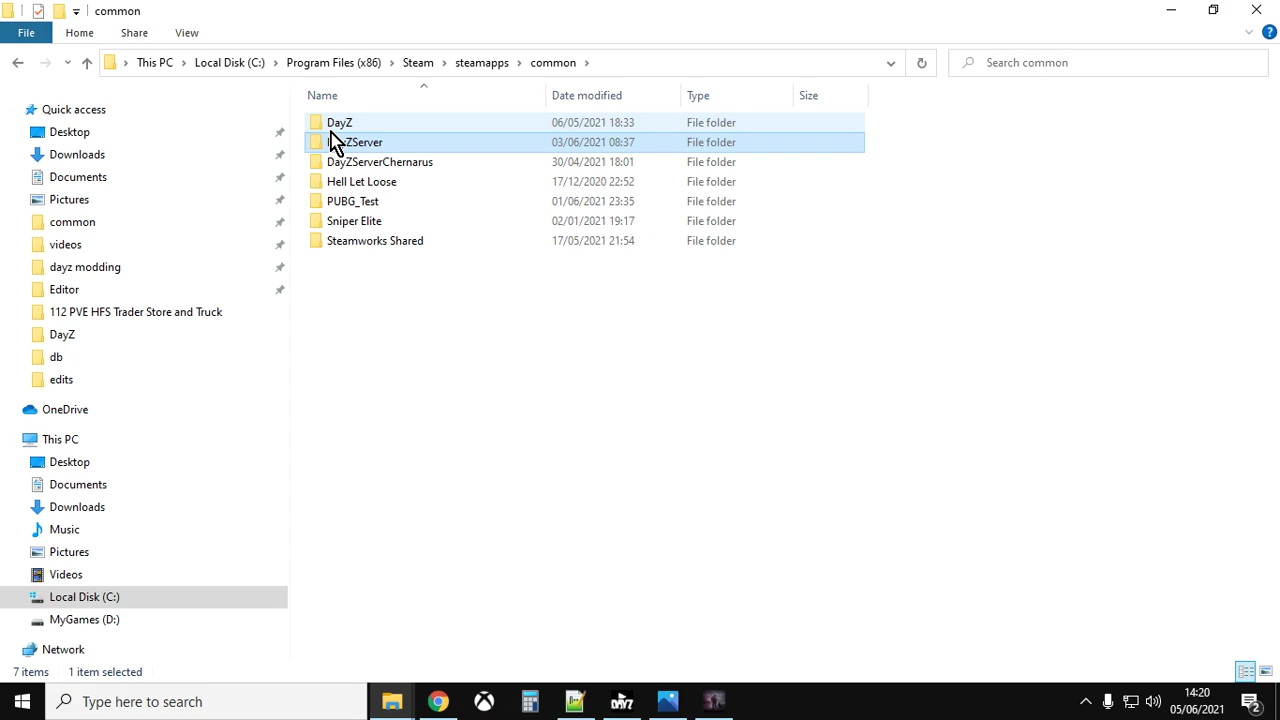 common
File Home Share View
This PC Local Disk (C:) Program Files (x86) Steam steamapps common
Search common
Name Date modified Type Size
Quick access
Desktop
Downloads
Documents
Pictures
common
videos
dayz modding
Editor
112 PVE HFS Trader Store and Truck
DayZ
db
edits
OneDrive
This PC
Desktop
Documents
Downloads
Music
Pictures
Videos
Local Disk (C:)
MyGames (D:)
Network
DayZ 06/05/2021 18:33 File folder
ZServer 03/06/2021 08:37 File folder
DayZServerChernarus 30/04/2021 18:01 File folder
Hell Let Loose 17/12/2020 22:52 File folder
PUBG_Test 01/06/2021 23:35 File folder
Sniper Elite 02/01/2021 19:17 File folder
Steamworks Shared 17/05/2021 21:54 File folder
7 items 1 item selected
Type here to search
DAYZ
14:20
05/06/2021
2